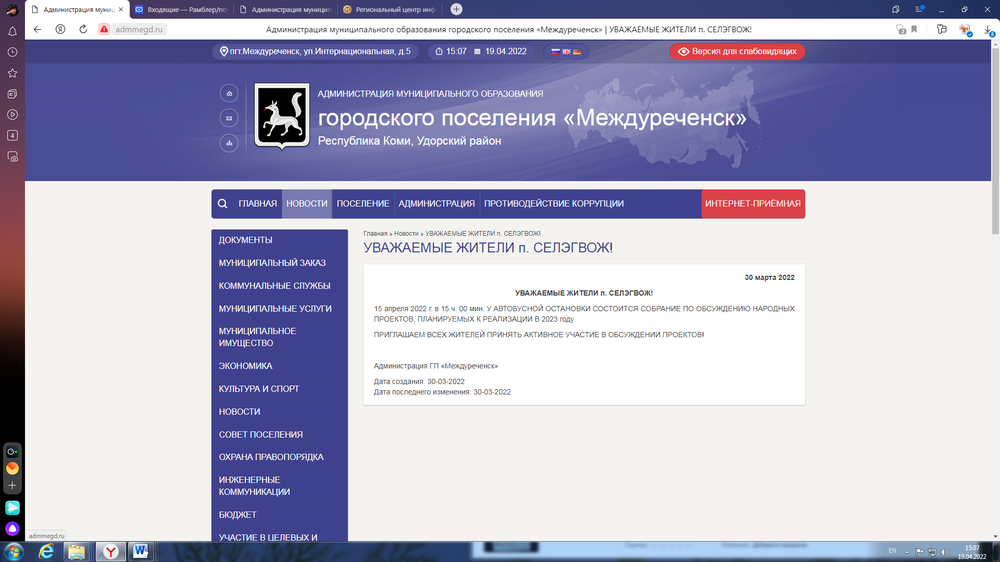 Администрация муниц
Входящие — Рамблер/по
Администрация муницип
Региональный центр инф
admmegd.ru
Администрация муниципального образования городского поселения «Междуреченск» | УВАЖАЕМЫЕ ЖИТЕЛИ п. СЕЛЭГВОЖ!
2
8
4
пгт.Междуреченск, ул.Интернациональная, д.5
15:07
19.04.2022
Версия для слабовидящих
АДМИНИСТРАЦИЯ МУНИЦИПАЛЬНОГО ОБРАЗОВАНИЯ
городского поселения «Междуреченск»
Республика Коми, Удорский район
ГЛАВНАЯ
НОВОСТИ
ПОСЕЛЕНИЕ
АДМИНИСТРАЦИЯ
ПРОТИВОДЕЙСТВИЕ КОРРУПЦИИ
ИНТЕРНЕТ-ПРИЁМНАЯ
ДОКУМЕНТЫ
МУНИЦИПАЛЬНЫЙ ЗАКАЗ
КОММУНАЛЬНЫЕ СЛУЖБЫ
МУНИЦИПАЛЬНЫЕ УСЛУГИ
МУНИЦИПАЛЬНОЕ
ИМУЩЕСТВО
ЭКОНОМИКА
КУЛЬТУРА И СПОРТ
НОВОСТИ
СОВЕТ ПОСЕЛЕНИЯ
ОХРАНА ПРАВОПОРЯДКА
ИНЖЕНЕРНЫЕ
КОММУНИКАЦИИ
БЮДЖЕТ
УЧАСТИЕ В ЦЕЛЕВЫХ И
Главная » Новости » УВАЖАЕМЫЕ ЖИТЕЛИ п. СЕЛЭГВОЖ!
УВАЖАЕМЫЕ ЖИТЕЛИ п. СЕЛЭГВОЖ!
30 марта 2022
УВАЖАЕМЫЕ ЖИТЕЛИ п. СЕЛЭГВОЖ!
15 апреля 2022 г. в 15 ч. 00 мин. У АВТОБУСНОЙ ОСТАНОВКИ СОСТОИТСЯ СОБРАНИЕ ПО ОБСУЖДЕНИЮ НАРОДНЫХ
ПРОЕКТОВ, ПЛАНИРУЕМЫХ К РЕАЛИЗАЦИИ В 2023 году.
ПРИГЛАШАЕМ ВСЕХ ЖИТЕЛЕЙ ПРИНЯТЬ АКТИВНОЕ УЧАСТИЕ В ОБСУЖДЕНИИ ПРОЕКТОВ!
Администрация ГП «Междуреченск»
Дата создания: 30-03-2022
Дата последнего изменения: 30-03-2022
admmegd.ru
EN
15:07
19.04.2022